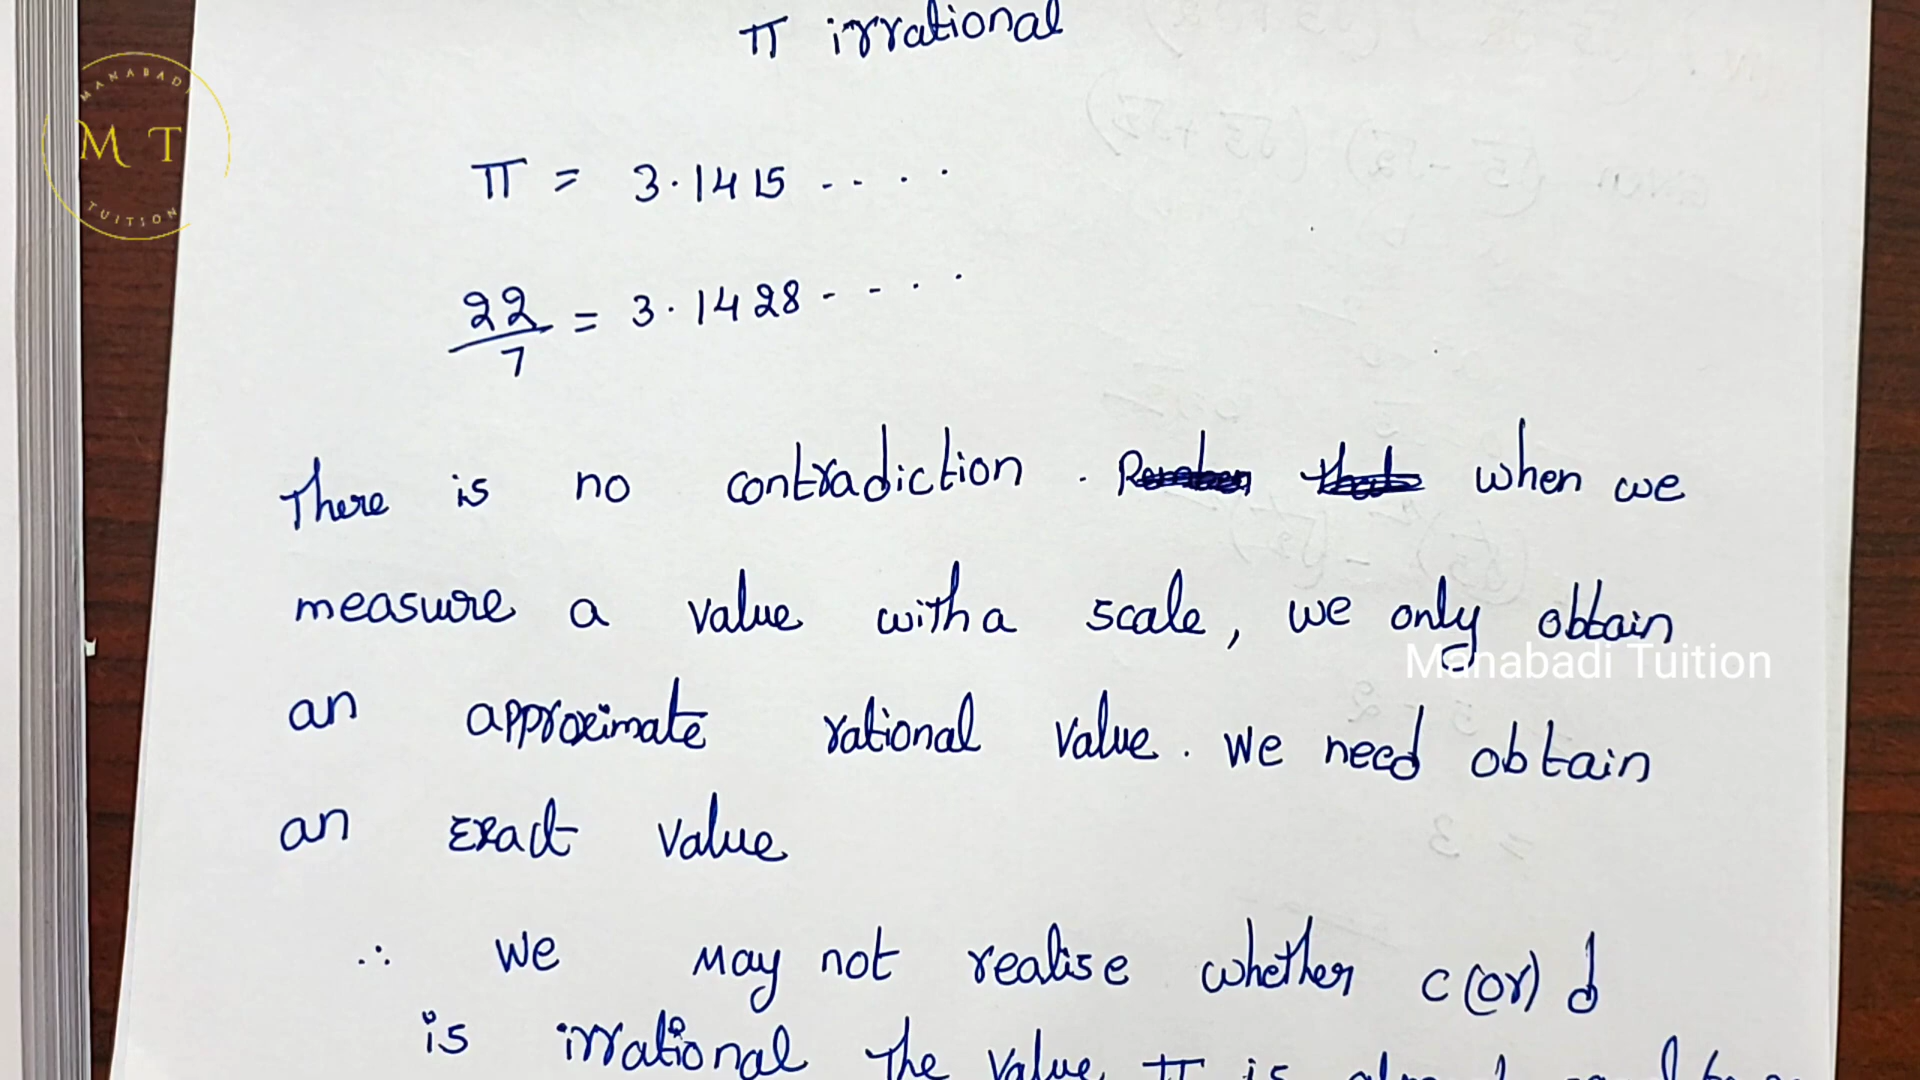 π irrational
MANABADI
M T
TUITION
π = 3.1415 - - . . .
22/7 = 3.1428 - - . . .
There is no contradiction. when we
measure a value with a scale, we only obtain
Manabadi Tuition
an approximate rational value. We need obtain
an Exact value
∴ We may not realise whether c (or) d
is irrational The value π is